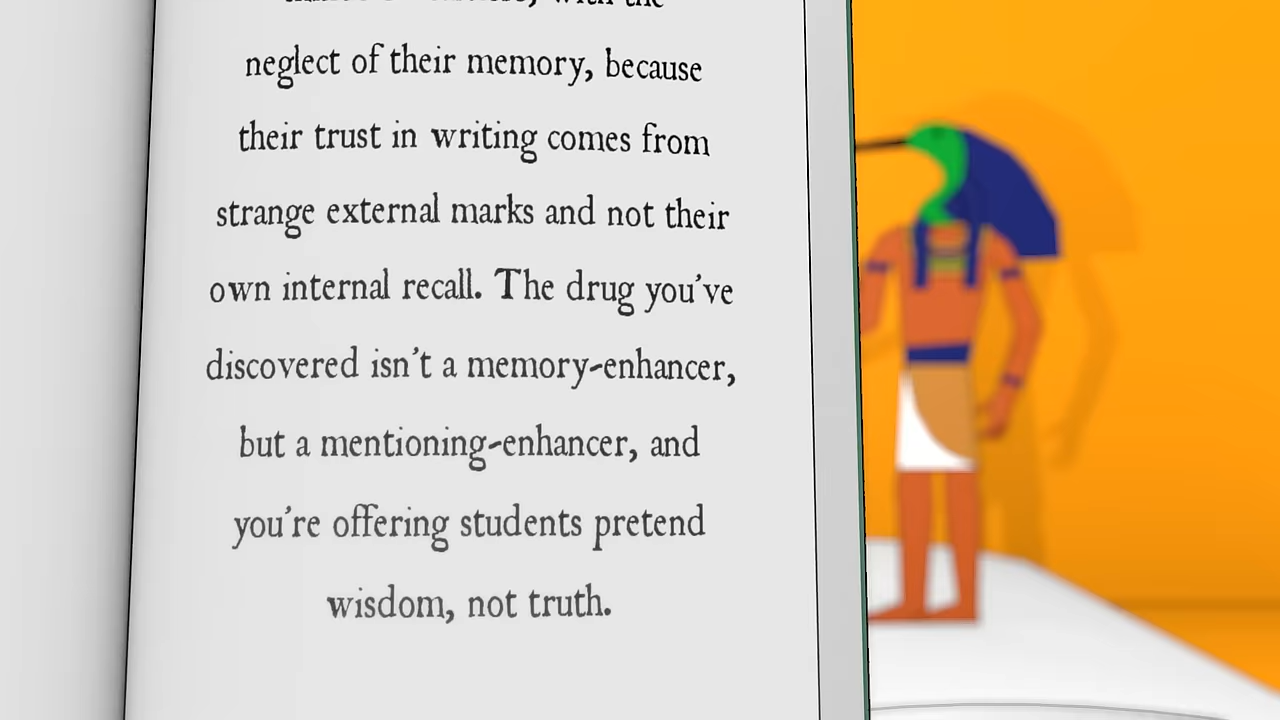 with the
neglect of their memory, because
their trust in writing comes from
strange external marks and not their
own internal recall. The drug you've
discovered isn't a memory-enhancer,
but a mentioning-enhancer, and
you're offering students pretend
wisdom, not truth.